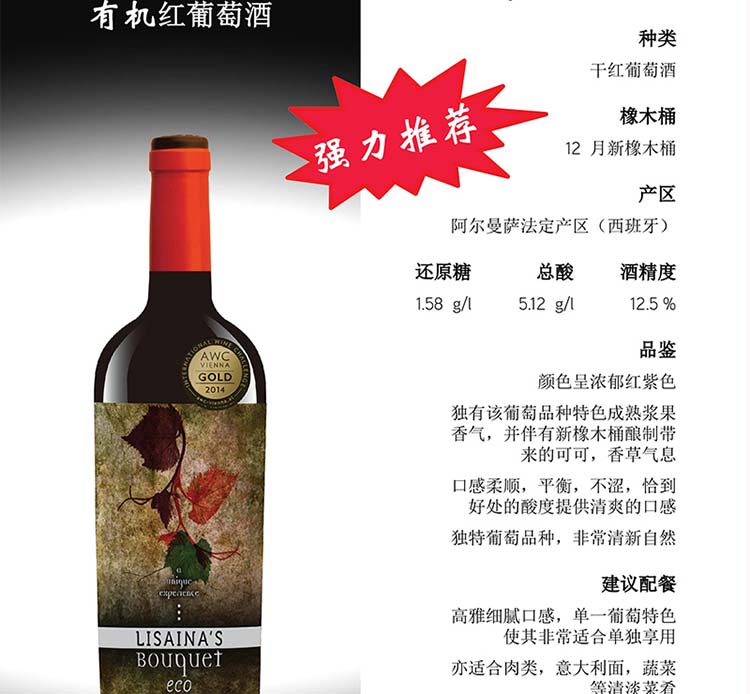 有机红葡萄酒
强力推荐
AWC
VIENNA
GOLD
2014
INTERNATIONAL WINE CHALLENGE
a
unique
experience
LISAINA'S
Bouquet
eco
种类
干红葡萄酒
橡木桶
12 月新橡木桶
产区
阿尔曼萨法定产区（西班牙）
还原糖 总酸 酒精度
1.58 g/l 5.12 g/l 12.5 %
品鉴
颜色呈浓郁红紫色
独有该葡萄品种特色成熟浆果
香气，并伴有新橡木桶酿制带
来的可可，香草气息
口感柔顺，平衡，不涩，恰到
好处的酸度提供清爽的口感
独特葡萄品种，非常清新自然
建议配餐
高雅细腻口感，单一葡萄特色
使其非常适合单独享用
亦适合肉类，意大利面，蔬菜
等清淡菜肴